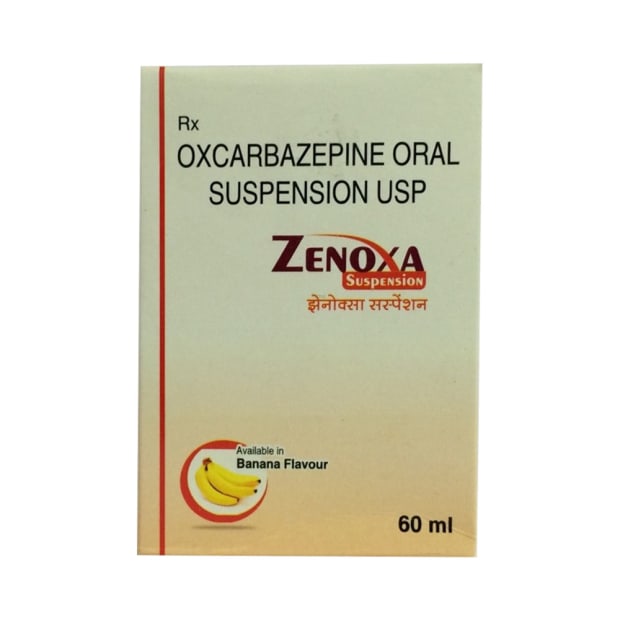 Rx
OXCARBAZEPINE ORAL
SUSPENSION USP
ZENOXA
SUSPENSION
झेनोक्सा सस्पेंशन
Available in
Banana Flavour
60 ml